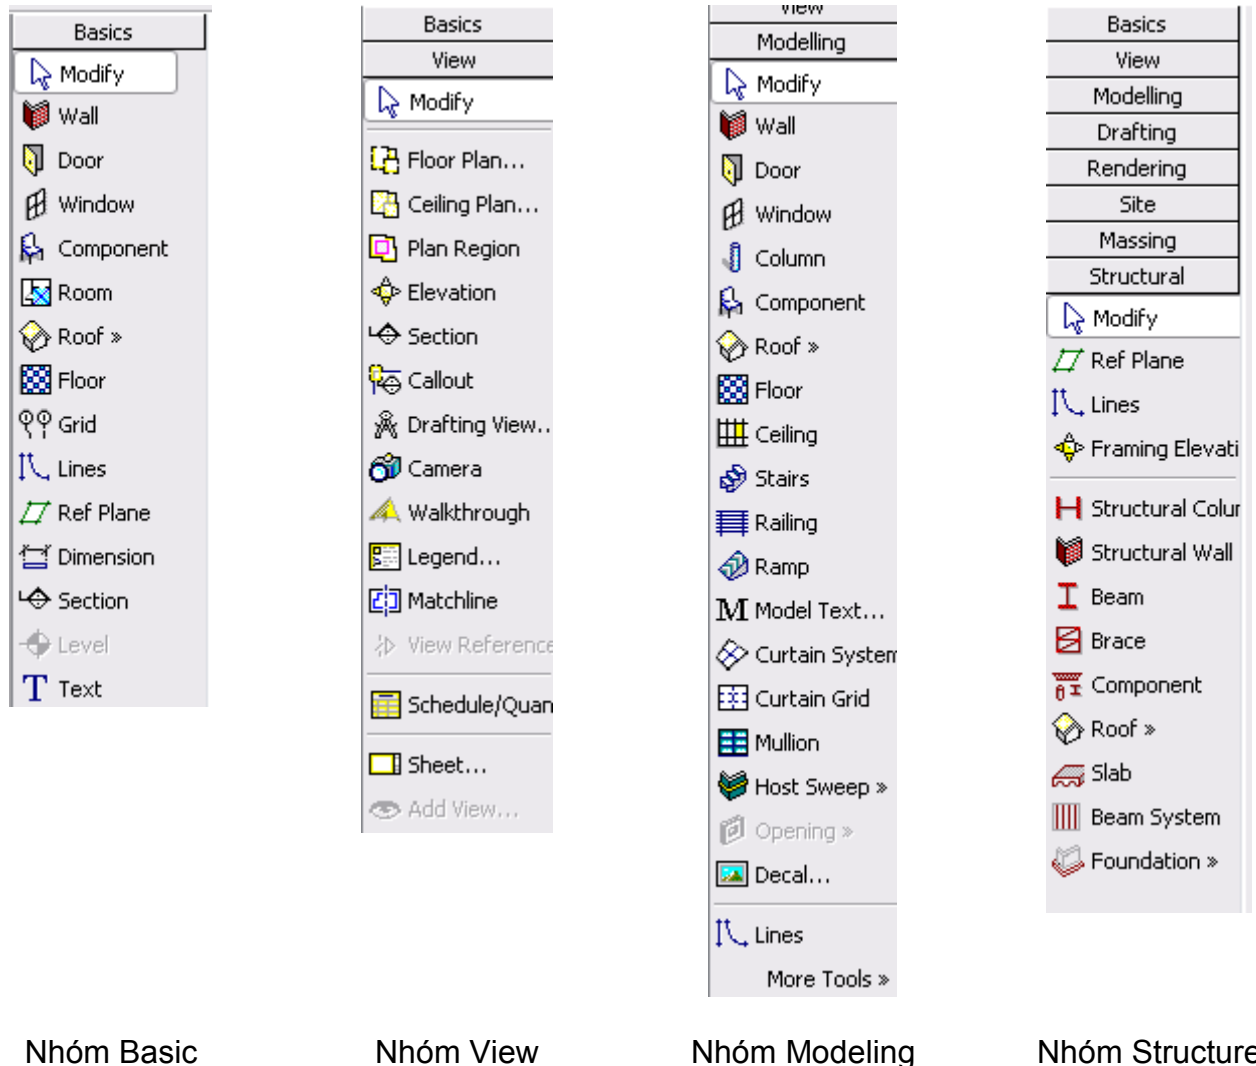 Basics
Modify
Wall
Door
Window
Component
Room
Roof »
Floor
Grid
Lines
Ref Plane
Dimension
Section
Level
T Text
Basics
View
Modify
Floor Plan...
Ceiling Plan...
Plan Region
Elevation
Section
Callout
Drafting View..
Camera
Walkthrough
Legend...
Matchline
View Reference
Schedule/Quan
Sheet...
Add View...
View
Modelling
Modify
Wall
Door
Window
Column
Component
Roof »
Floor
Ceiling
Stairs
Railing
Ramp
M Model Text...
Curtain System
Curtain Grid
Mullion
Host Sweep »
Opening »
Decal...
Lines
More Tools »
Basics
View
Modelling
Drafting
Rendering
Site
Massing
Structural
Modify
Ref Plane
Lines
Framing Elevati
Structural Colur
Structural Wall
Beam
Brace
Component
Roof »
Slab
Beam System
Foundation »
Nhóm Basic
Nhóm View
Nhóm Modeling
Nhóm Structure